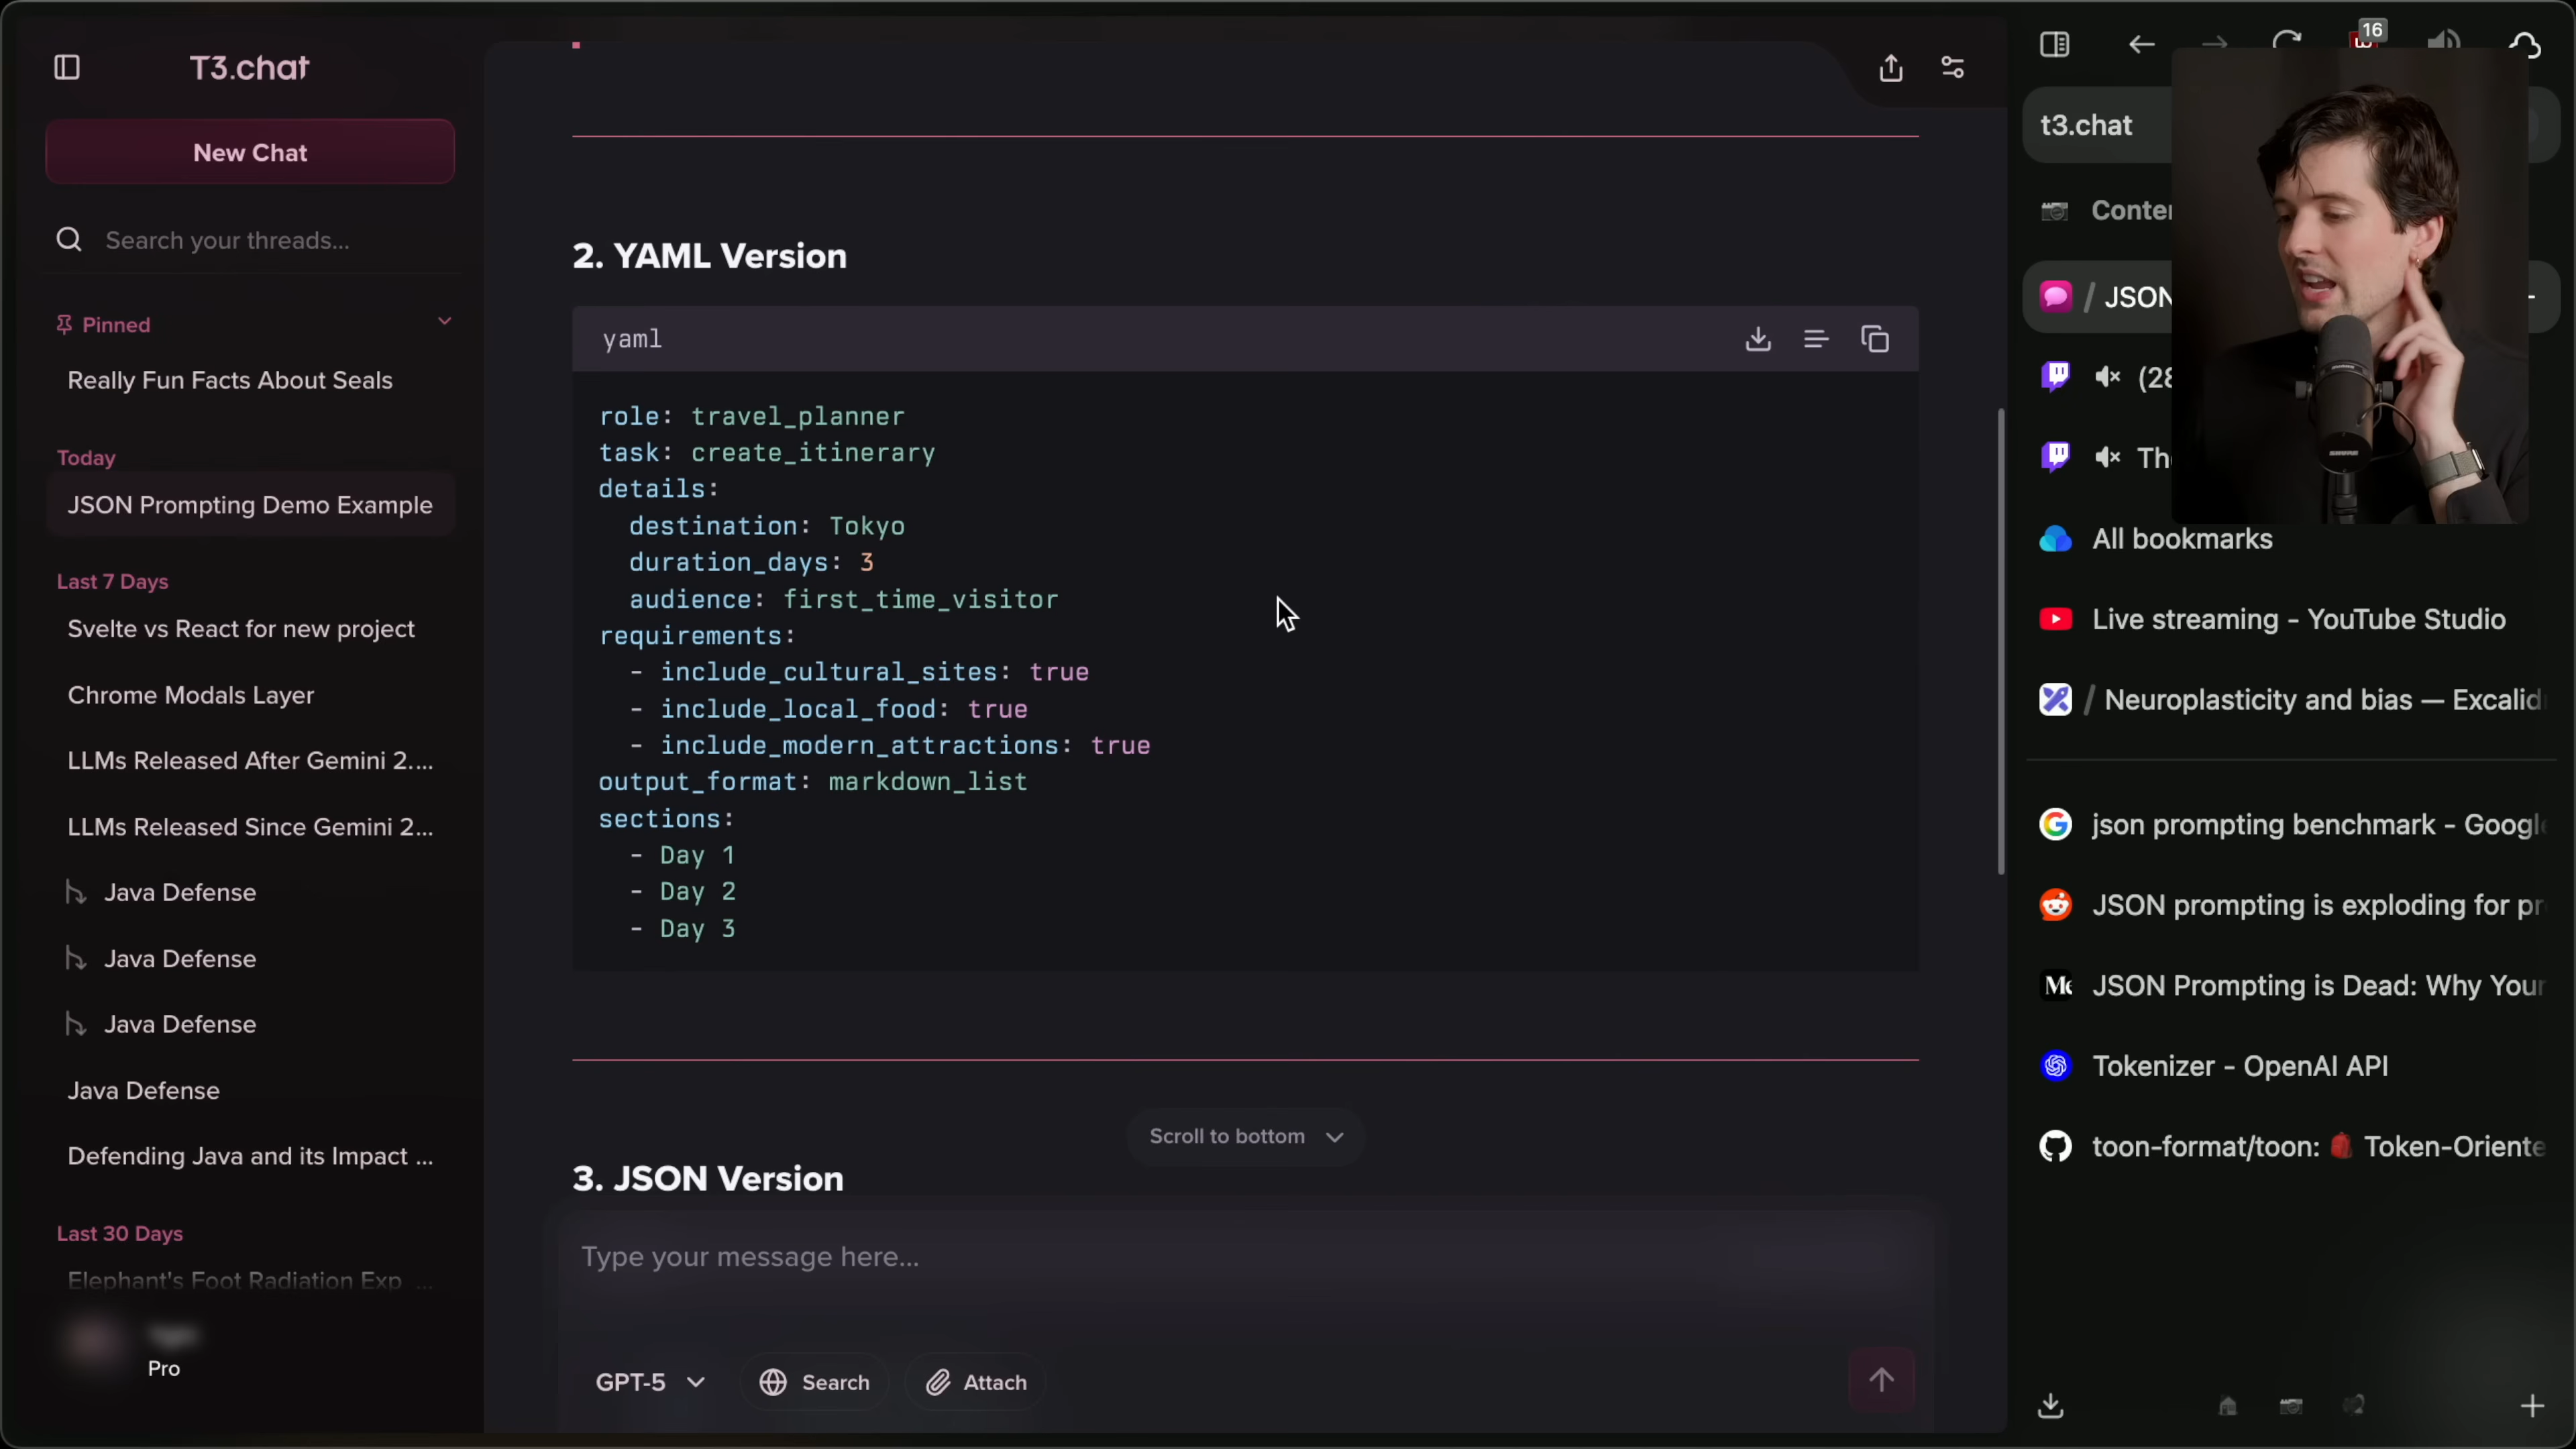 T3.chat
New Chat
Search your threads...
Pinned
Really Fun Facts About Seals
Today
JSON Prompting Demo Example
Last 7 Days
Svelte vs React for new project
Chrome Modals Layer
LLMs Released After Gemini 2....
LLMs Released Since Gemini 2...
Java Defense
Java Defense
Java Defense
Java Defense
Defending Java and its Impact ...
Last 30 Days
Elephant's Foot Radiation Exp ...
Pro
2. YAML Version
yaml
role: travel_planner
task: create_itinerary
details:
  destination: Tokyo
  duration_days: 3
  audience: first_time_visitor
requirements:
  - include_cultural_sites: true
  - include_local_food: true
  - include_modern_attractions: true
output_format: markdown_list
sections:
  - Day 1
  - Day 2
  - Day 3
Scroll to bottom
3. JSON Version
Type your message here...
GPT-5
Search
Attach
16
t3.chat
Conte
/ JSON
(28
Th
All bookmarks
Live streaming - YouTube Studio
/ Neuroplasticity and bias — Excalid
json prompting benchmark - Googl
JSON prompting is exploding for pr
JSON Prompting is Dead: Why Your
Tokenizer - OpenAI API
toon-format/toon: 🎒 Token-Oriente